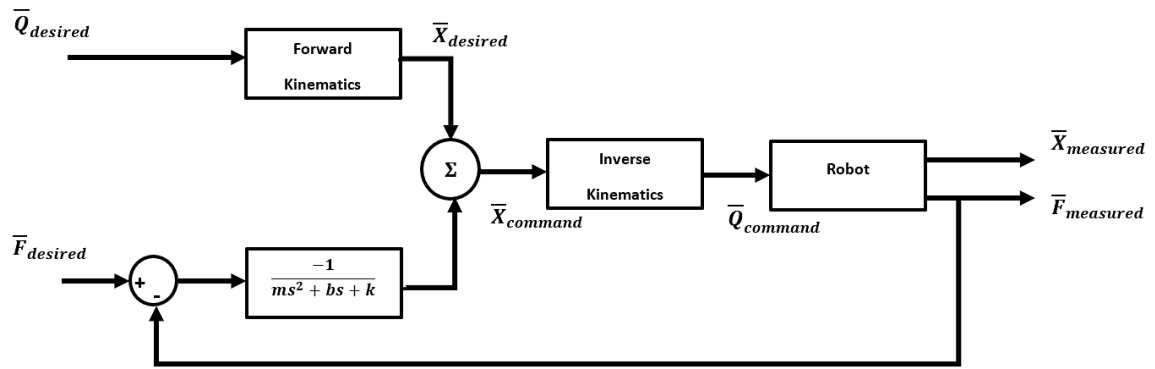 Q̅desired
Forward
Kinematics
X̅desired
Σ
Inverse
Kinematics
Robot
X̅measured
F̅measured
X̅command
Q̅command
F̅desired
+
-
−1
ms² + bs + k